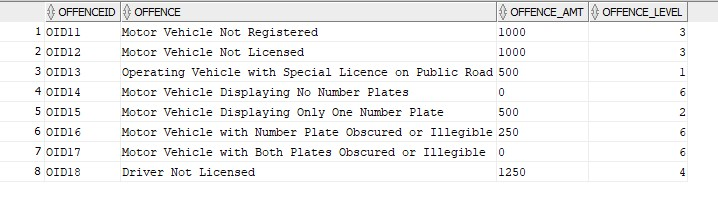 OFFENCEID OFFENCE OFFENCE_AMT OFFENCE_LEVEL
1 OID11 Motor Vehicle Not Registered 1000 3
2 OID12 Motor Vehicle Not Licensed 1000 3
3 OID13 Operating Vehicle with Special Licence on Public Road 500 1
4 OID14 Motor Vehicle Displaying No Number Plates 0 6
5 OID15 Motor Vehicle Displaying Only One Number Plate 500 2
6 OID16 Motor Vehicle with Number Plate Obscured or Illegible 250 6
7 OID17 Motor Vehicle with Both Plates Obscured or Illegible 0 6
8 OID18 Driver Not Licensed 1250 4